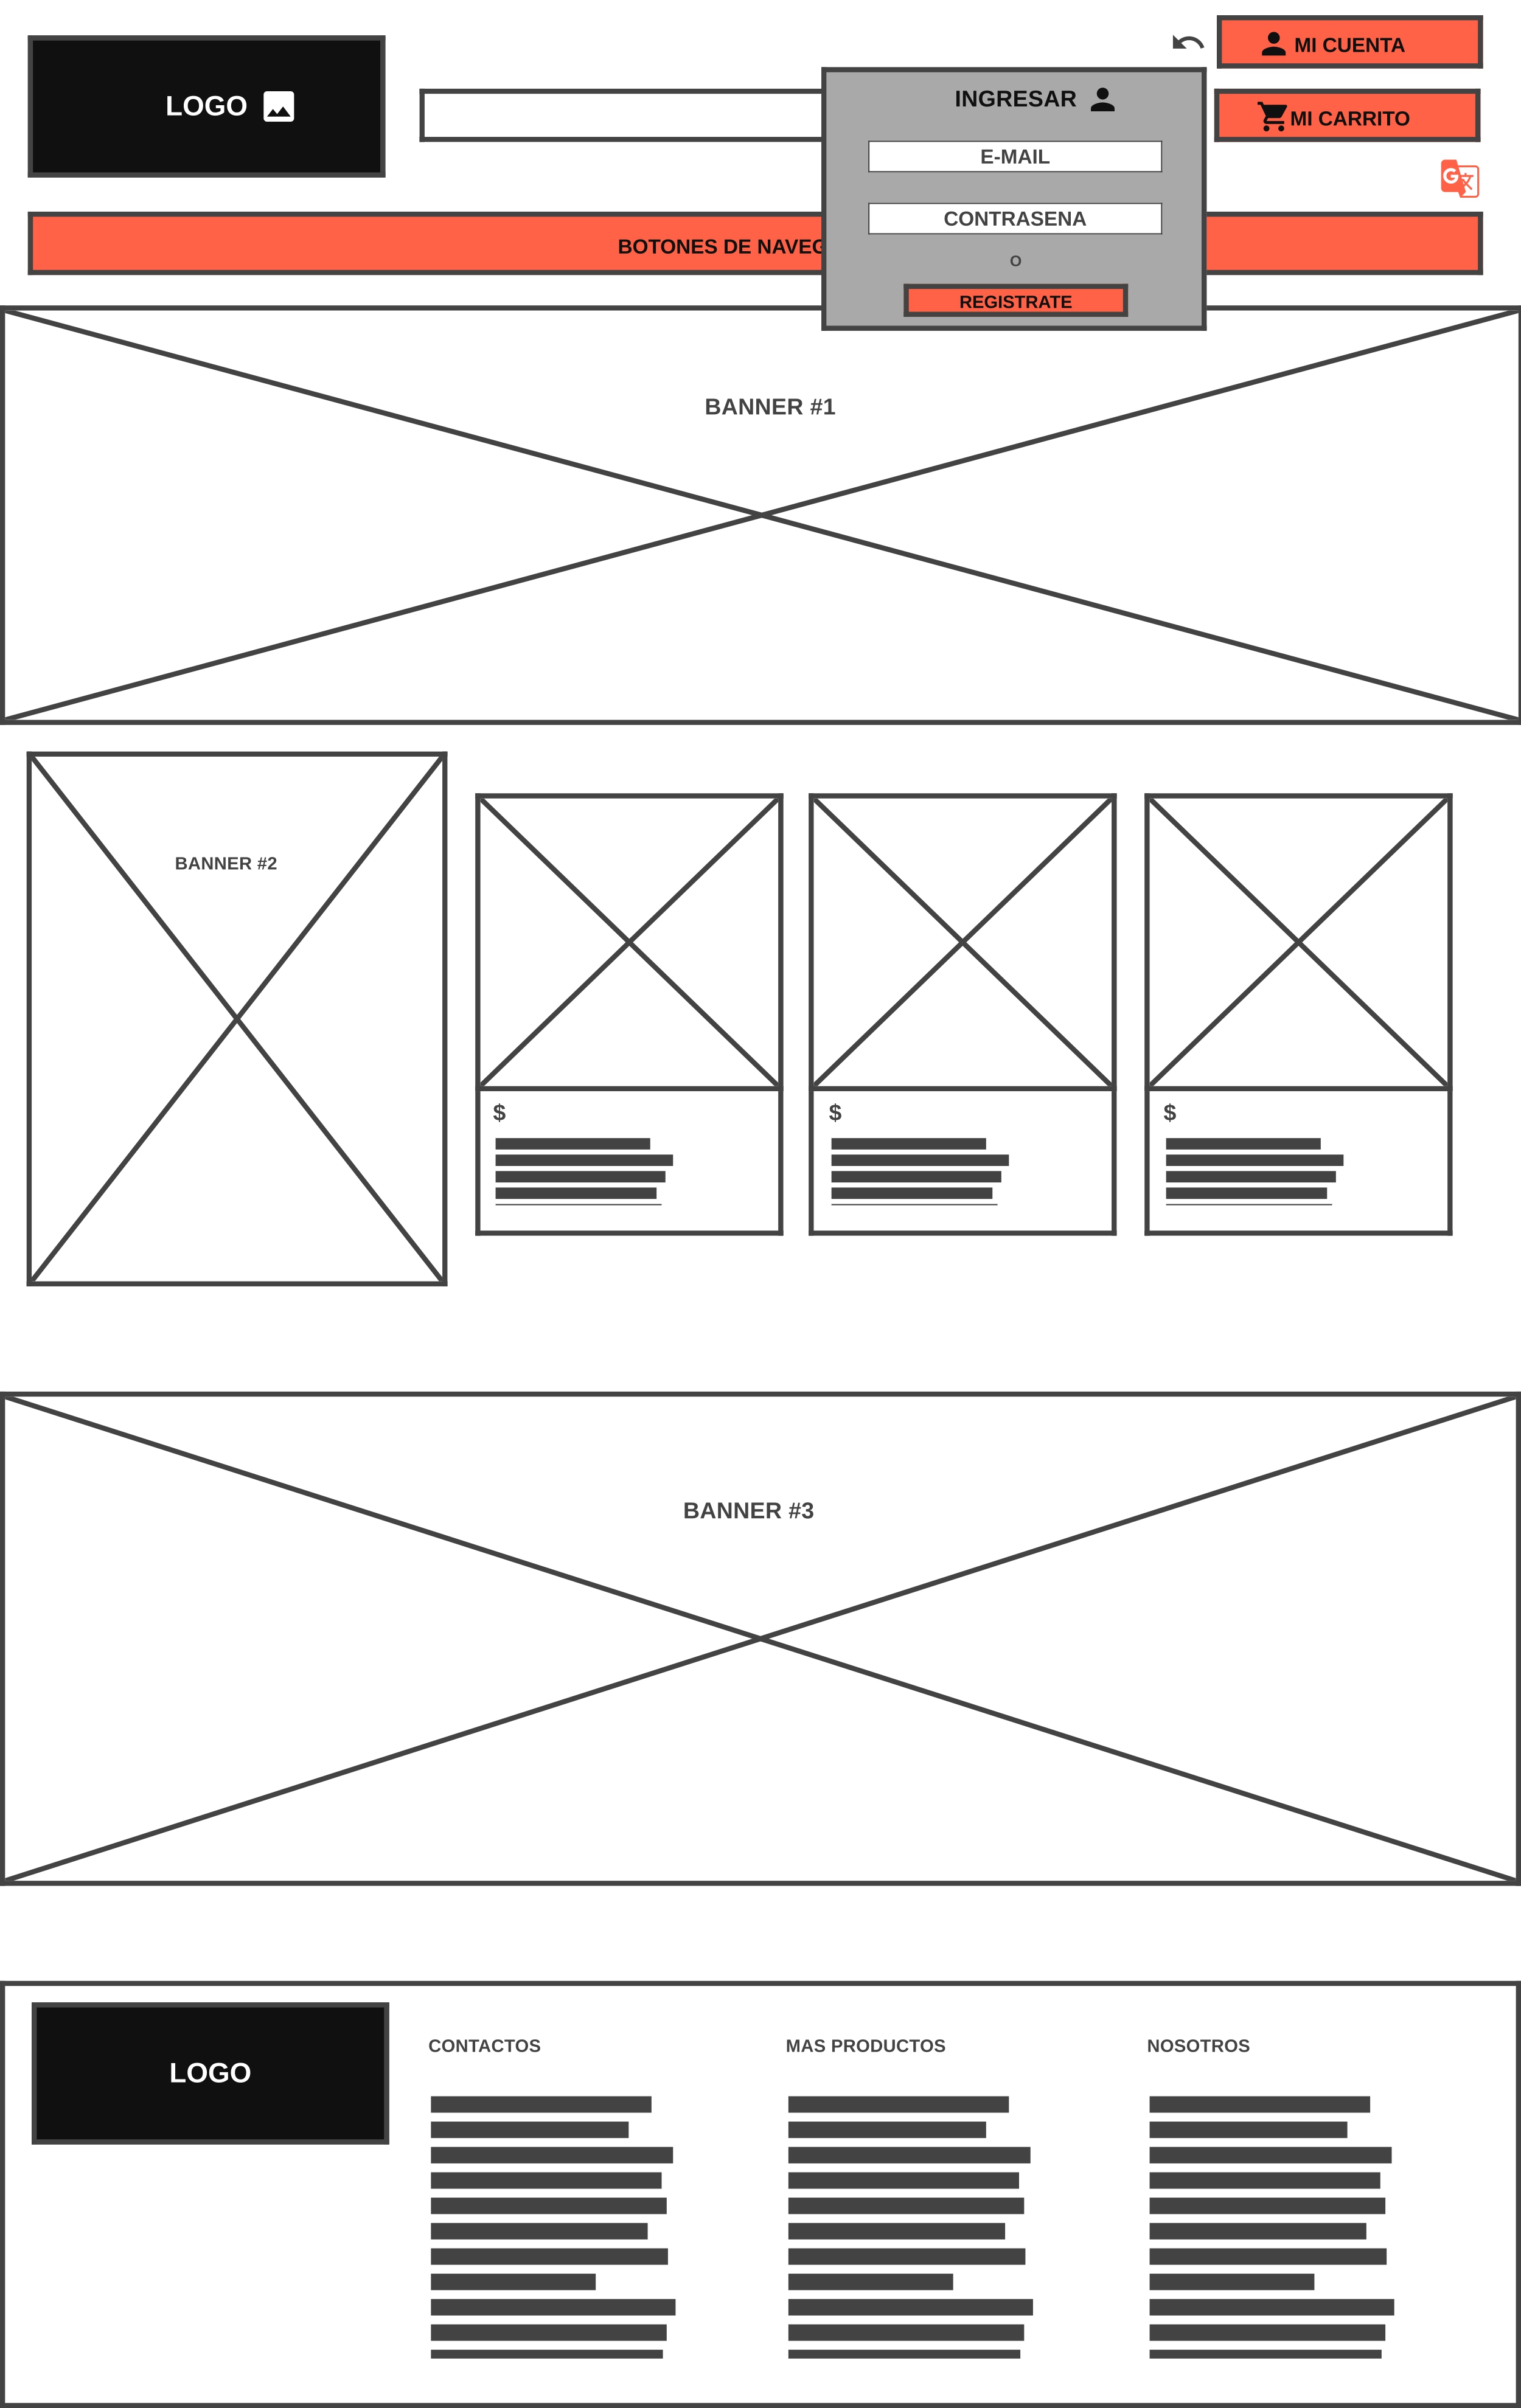 MI CUENTA
LOGO
INGRESAR
MI CARRITO
E-MAIL
CONTRASENA
BOTONES DE NAVEG
O
REGISTRATE
BANNER #1
BANNER #2
$
$
$
BANNER #3
LOGO
CONTACTOS
MAS PRODUCTOS
NOSOTROS